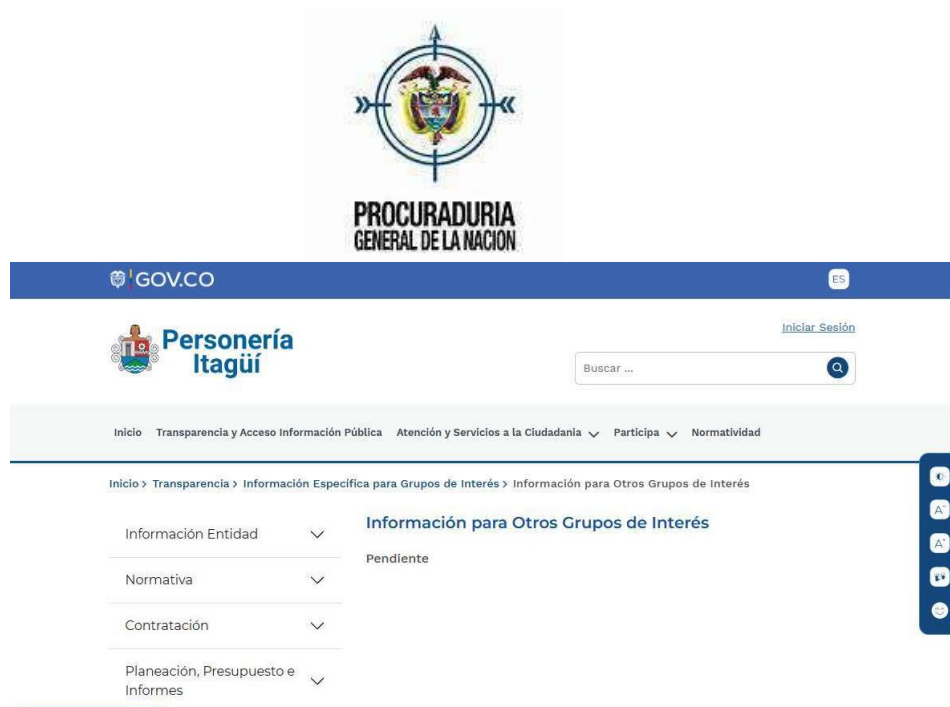 PROCURADURIA
GENERAL DE LA NACION
GOV.CO
ES
Personería
Itagüí
Iniciar Sesión
Buscar ...
Inicio Transparencia y Acceso Información Pública Atención y Servicios a la Ciudadania Participa Normatividad
Inicio > Transparencia > Información Específica para Grupos de Interés > Información para Otros Grupos de Interés
Información Entidad
Información para Otros Grupos de Interés
Pendiente
Normativa
Contratación
Planeación, Presupuesto e
Informes